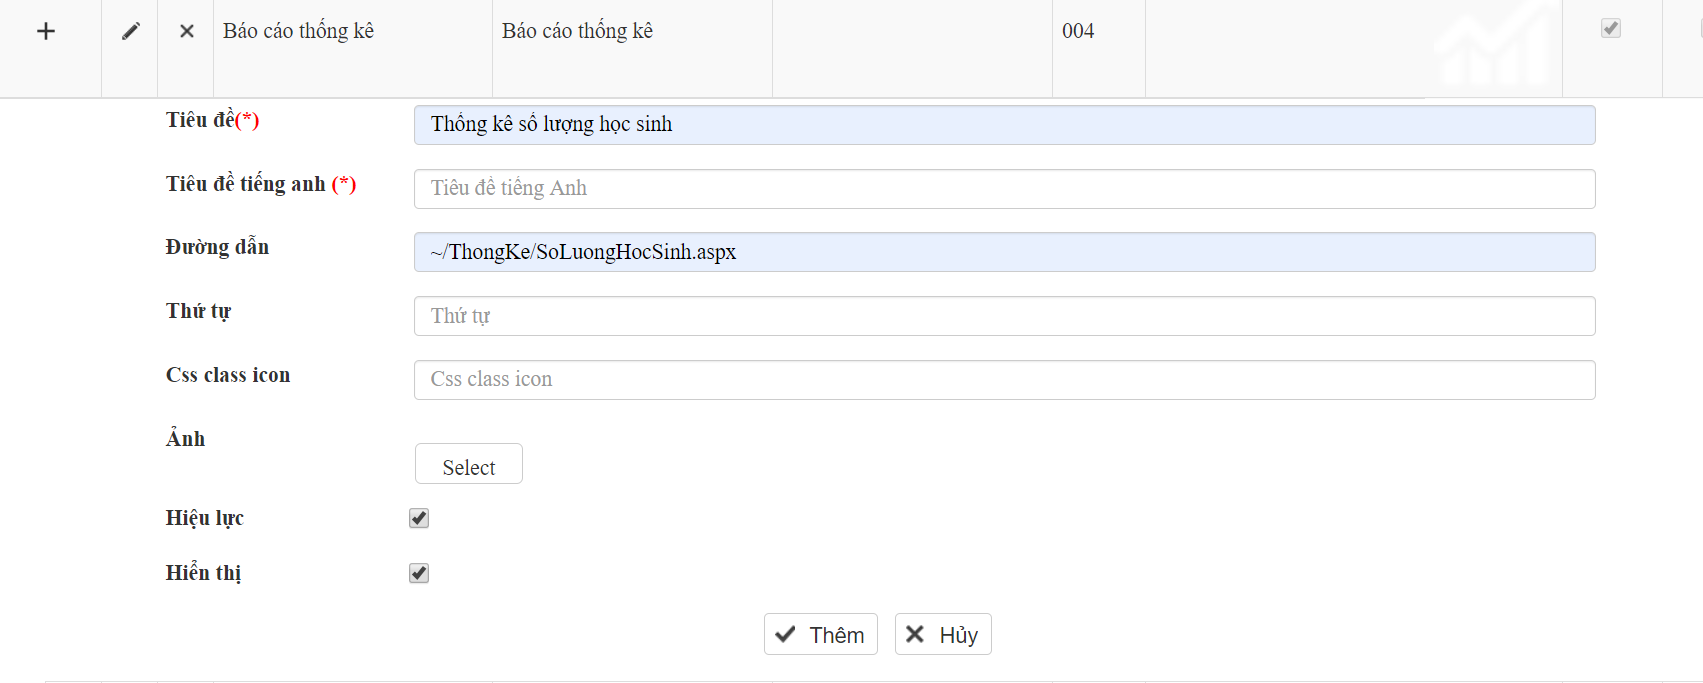 Báo cáo thống kê Báo cáo thống kê 004
Tiêu đề(*) Thống kê số lượng học sinh
Tiêu đề tiếng anh (*) Tiêu đề tiếng Anh
Đường dẫn ~/ThongKe/SoLuongHocSinh.aspx
Thứ tự Thứ tự
Css class icon Css class icon
Ảnh
Select
Hiệu lực
Hiển thị
Thêm Hủy